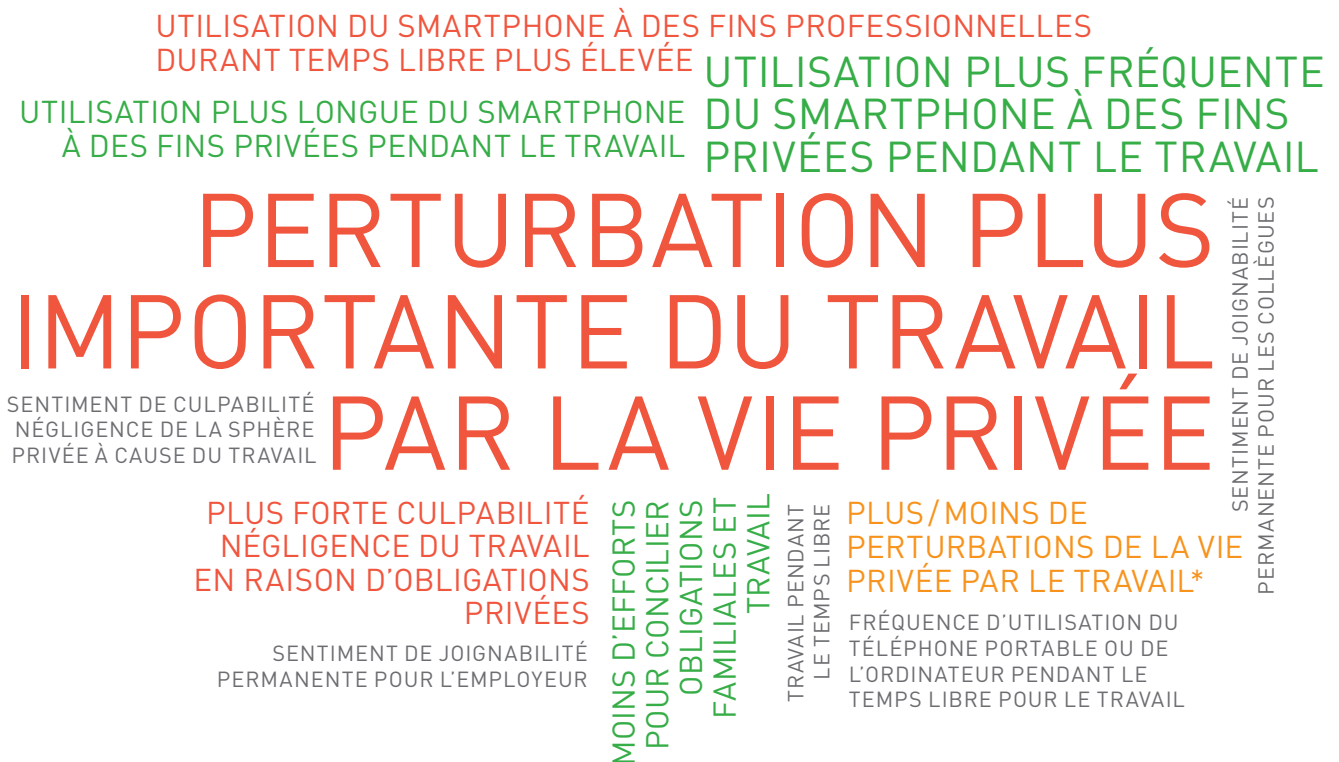 UTILISATION DU SMARTPHONE À DES FINS PROFESSIONNELLES
DURANT TEMPS LIBRE PLUS ÉLEVÉE
UTILISATION PLUS FRÉQUENTE
DU SMARTPHONE À DES FINS
PRIVÉES PENDANT LE TRAVAIL
UTILISATION PLUS LONGUE DU SMARTPHONE
À DES FINS PRIVÉES PENDANT LE TRAVAIL
PERTURBATION PLUS
IMPORTANTE DU TRAVAIL
PAR LA VIE PRIVÉE
SENTIMENT DE JOIGNABILITÉ
PERMANENTE POUR LES COLLÈGUES
SENTIMENT DE CULPABILITÉ
NÉGLIGENCE DE LA SPHÈRE
PRIVÉE À CAUSE DU TRAVAIL
PLUS FORTE CULPABILITÉ
NÉGLIGENCE DU TRAVAIL
EN RAISON D'OBLIGATIONS
PRIVÉES
SENTIMENT DE JOIGNABILITÉ
PERMANENTE POUR L'EMPLOYEUR
MOINS D'EFFORTS
POUR CONCILIER
OBLIGATIONS
FAMILIALES ET
TRAVAIL
TRAVAIL PENDANT
LE TEMPS LIBRE
PLUS/MOINS DE
PERTURBATIONS DE LA VIE
PRIVÉE PAR LE TRAVAIL*
FRÉQUENCE D'UTILISATION DU
TÉLÉPHONE PORTABLE OU DE
L'ORDINATEUR PENDANT LE
TEMPS LIBRE POUR LE TRAVAIL